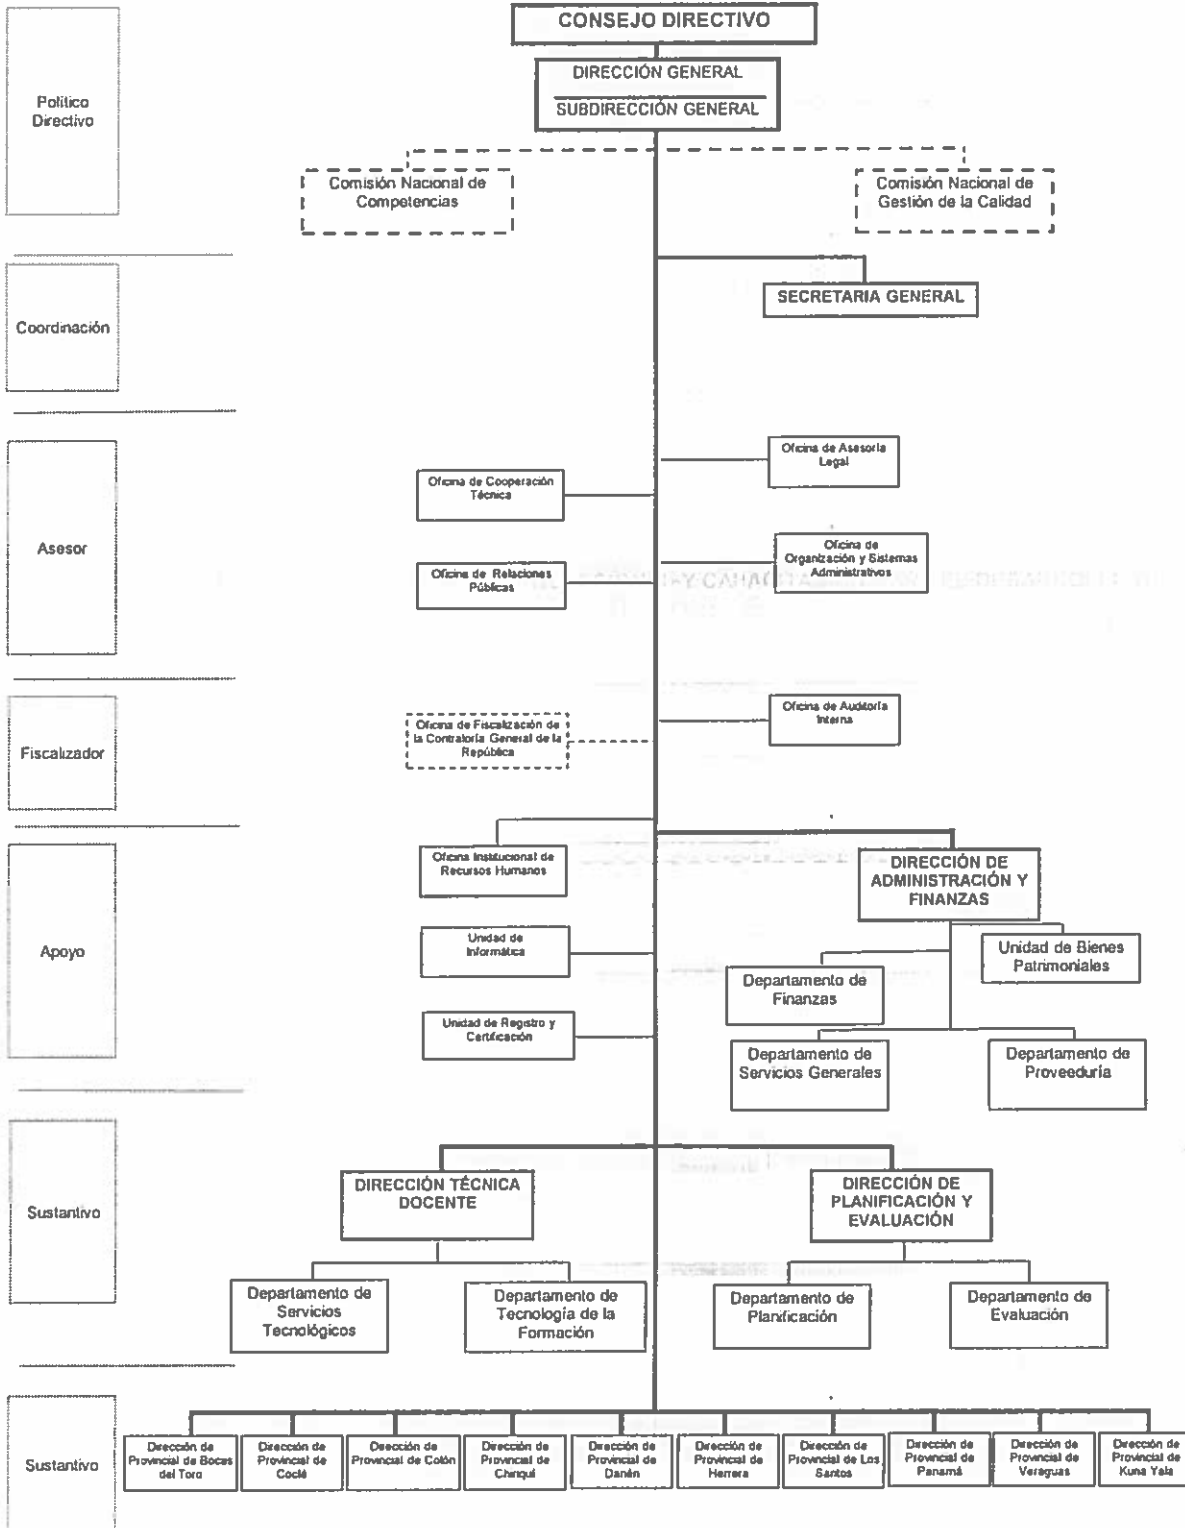 CONSEJO DIRECTIVO
DIRECCIÓN GENERAL
SUBDIRECCIÓN GENERAL
Político
Directivo
Comisión Nacional de
Competencias
Comisión Nacional de
Gestión de la Calidad
SECRETARIA GENERAL
Coordinación
Oficina de Asesoría
Legal
Oficina de Cooperación
Técnica
Asesor
Oficina de
Organización y Sistemas
Administrativos
Oficina de Relaciones
Públicas
Oficina de Auditoría
Interna
Oficina de Fiscalización de
la Contraloría General de la
República
Fiscalizador
Oficina Institucional de
Recursos Humanos
DIRECCIÓN DE
ADMINISTRACIÓN Y
FINANZAS
Apoyo
Unidad de
Informática
Unidad de Bienes
Patrimoniales
Departamento de
Finanzas
Unidad de Registro y
Certificación
Departamento de
Servicios Generales
Departamento de
Proveeduría
Sustantivo
DIRECCIÓN TÉCNICA
DOCENTE
DIRECCIÓN DE
PLANIFICACIÓN Y
EVALUACIÓN
Departamento de
Servicios
Tecnológicos
Departamento de
Tecnología de la
Formación
Departamento de
Planificación
Departamento de
Evaluación
Sustantivo
Dirección de
Provincial de Bocas
del Toro
Dirección de
Provincial de
Coclé
Dirección de
Provincial de Colón
Dirección de
Provincial de
Chiriquí
Dirección de
Provincial de
Darién
Dirección de
Provincial de
Herrera
Dirección de
Provincial de Los
Santos
Dirección de
Provincial de
Panamá
Dirección de
Provincial de
Veraguas
Dirección de
Provincial de
Kuna Yala